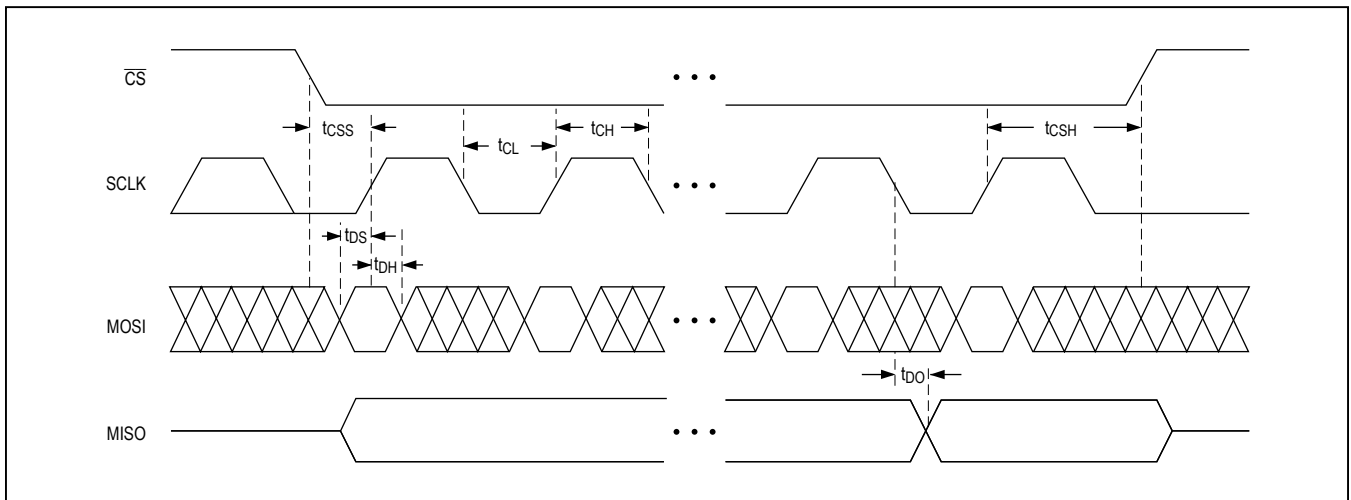 CS
tCSS
tCL
tCH
tCSH
SCLK
tDS
tDH
MOSI
tDO
MISO